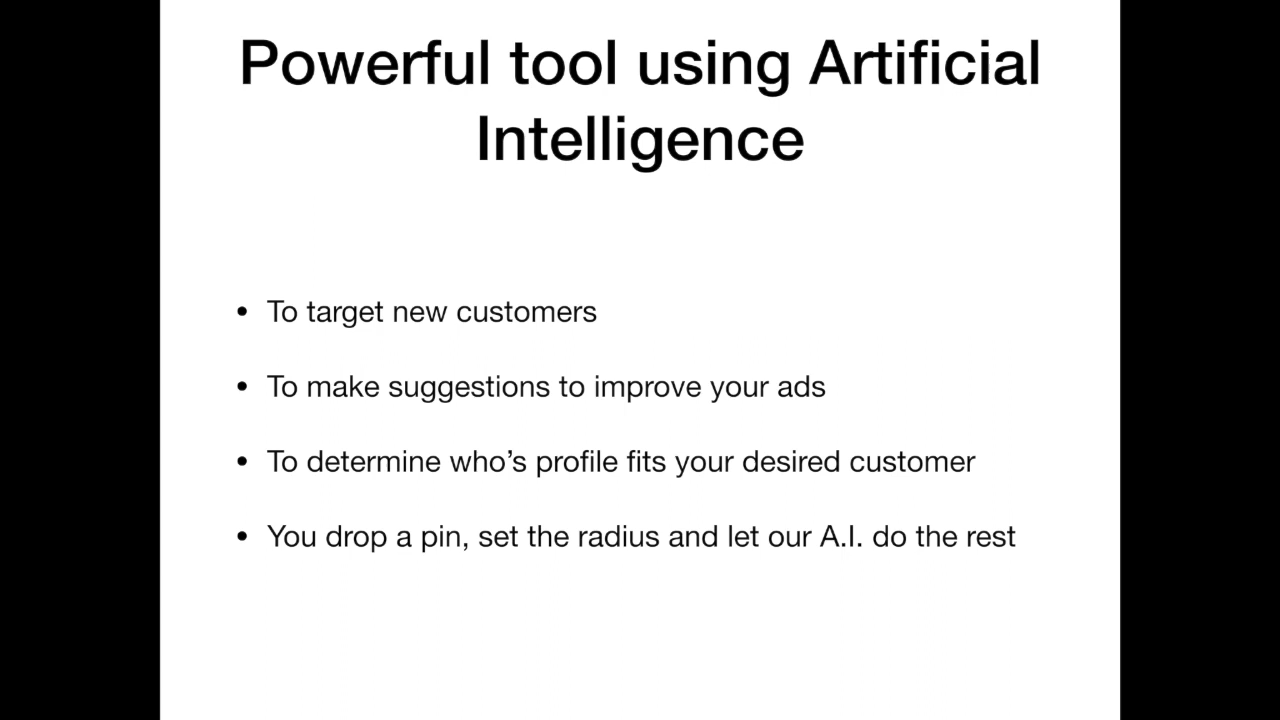 Powerful tool using Artificial
Intelligence
• To target new customers
• To make suggestions to improve your ads
• To determine who’s profile fits your desired customer
• You drop a pin, set the radius and let our A.I. do the rest